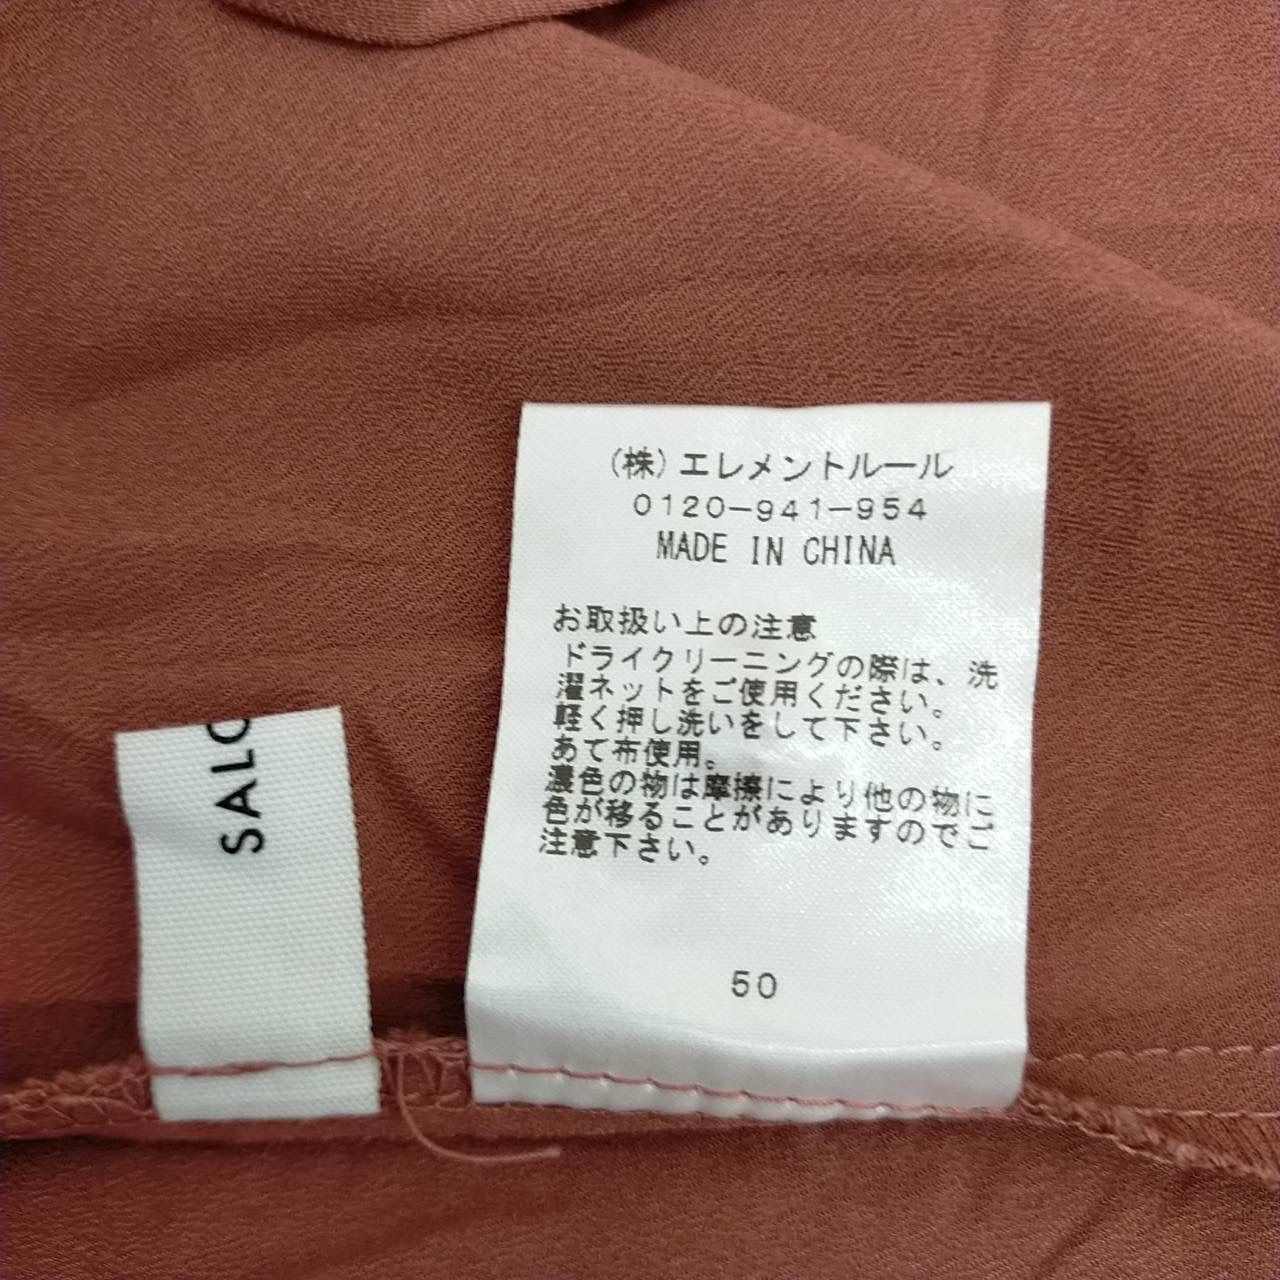 (株)エレメントルール
0120-941-954
MADE IN CHINA
お取扱い上の注意
ドライクリーニングの際は、洗
濯ネットをご使用ください。
軽く押し洗いをして下さい。
あて布使用。
濃色の物は摩擦により他の物に
色が移ることがありますのでご
注意下さい。
50
SALO